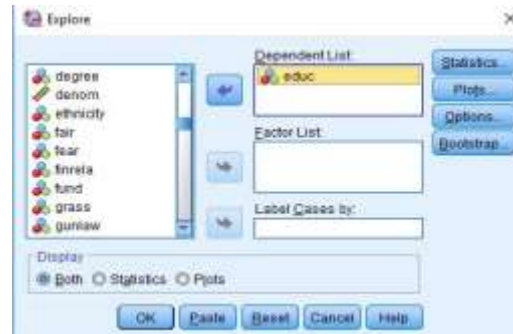 Explore
Dependent List:
educ
Statistics...
Plots...
Options...
Bootstrap...
degree
denom
ethnicity
fair
fear
finrela
fund
grass
gunlaw
Factor List:
Label Cases by:
Display
Both Statistics Plots
OK Paste Reset Cancel Help